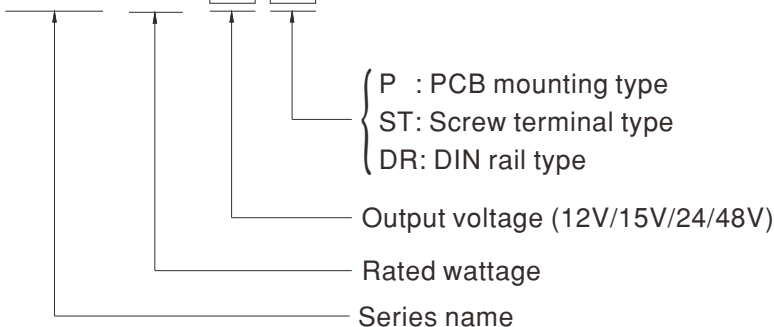 P : PCB mounting type
ST: Screw terminal type
DR: DIN rail type
Output voltage (12V/15V/24/48V)
Rated wattage
Series name